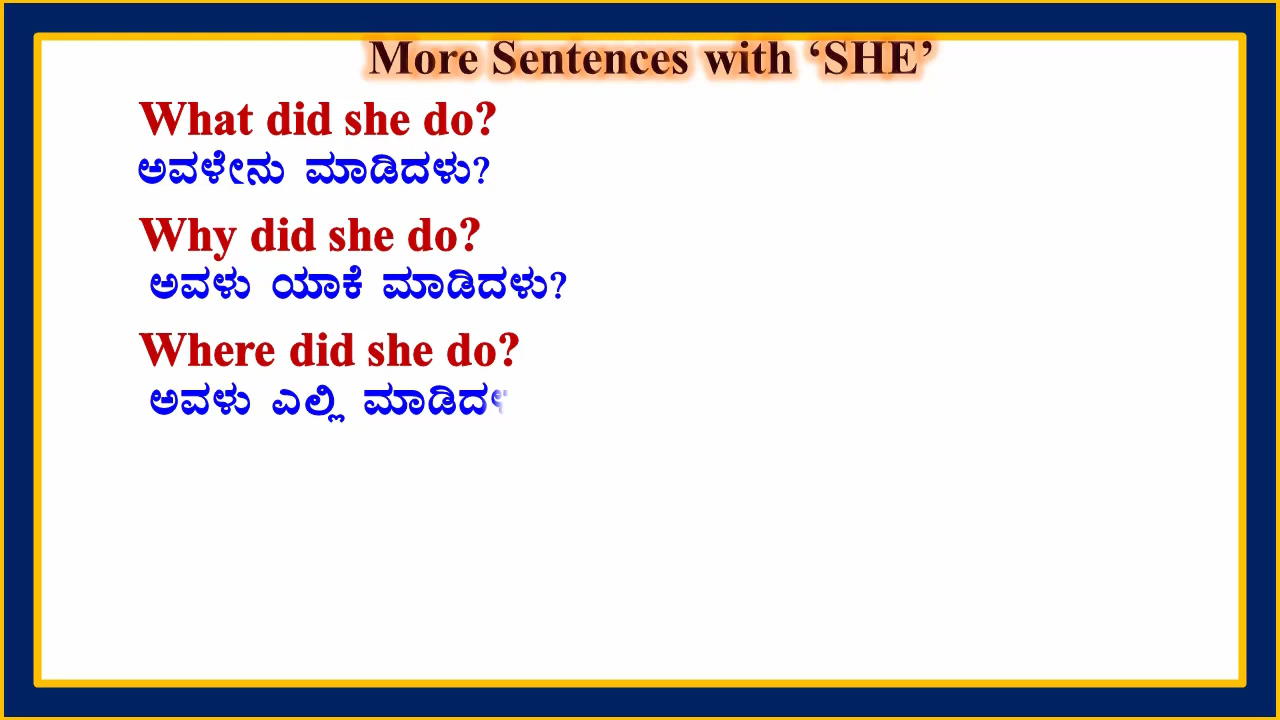 More Sentences with ‘SHE’
What did she do?
ಅವಳೇನು ಮಾಡಿದಳು?
Why did she do?
ಅವಳು ಯಾಕೆ ಮಾಡಿದಳು?
Where did she do?
ಅವಳು ಎಲ್ಲಿ